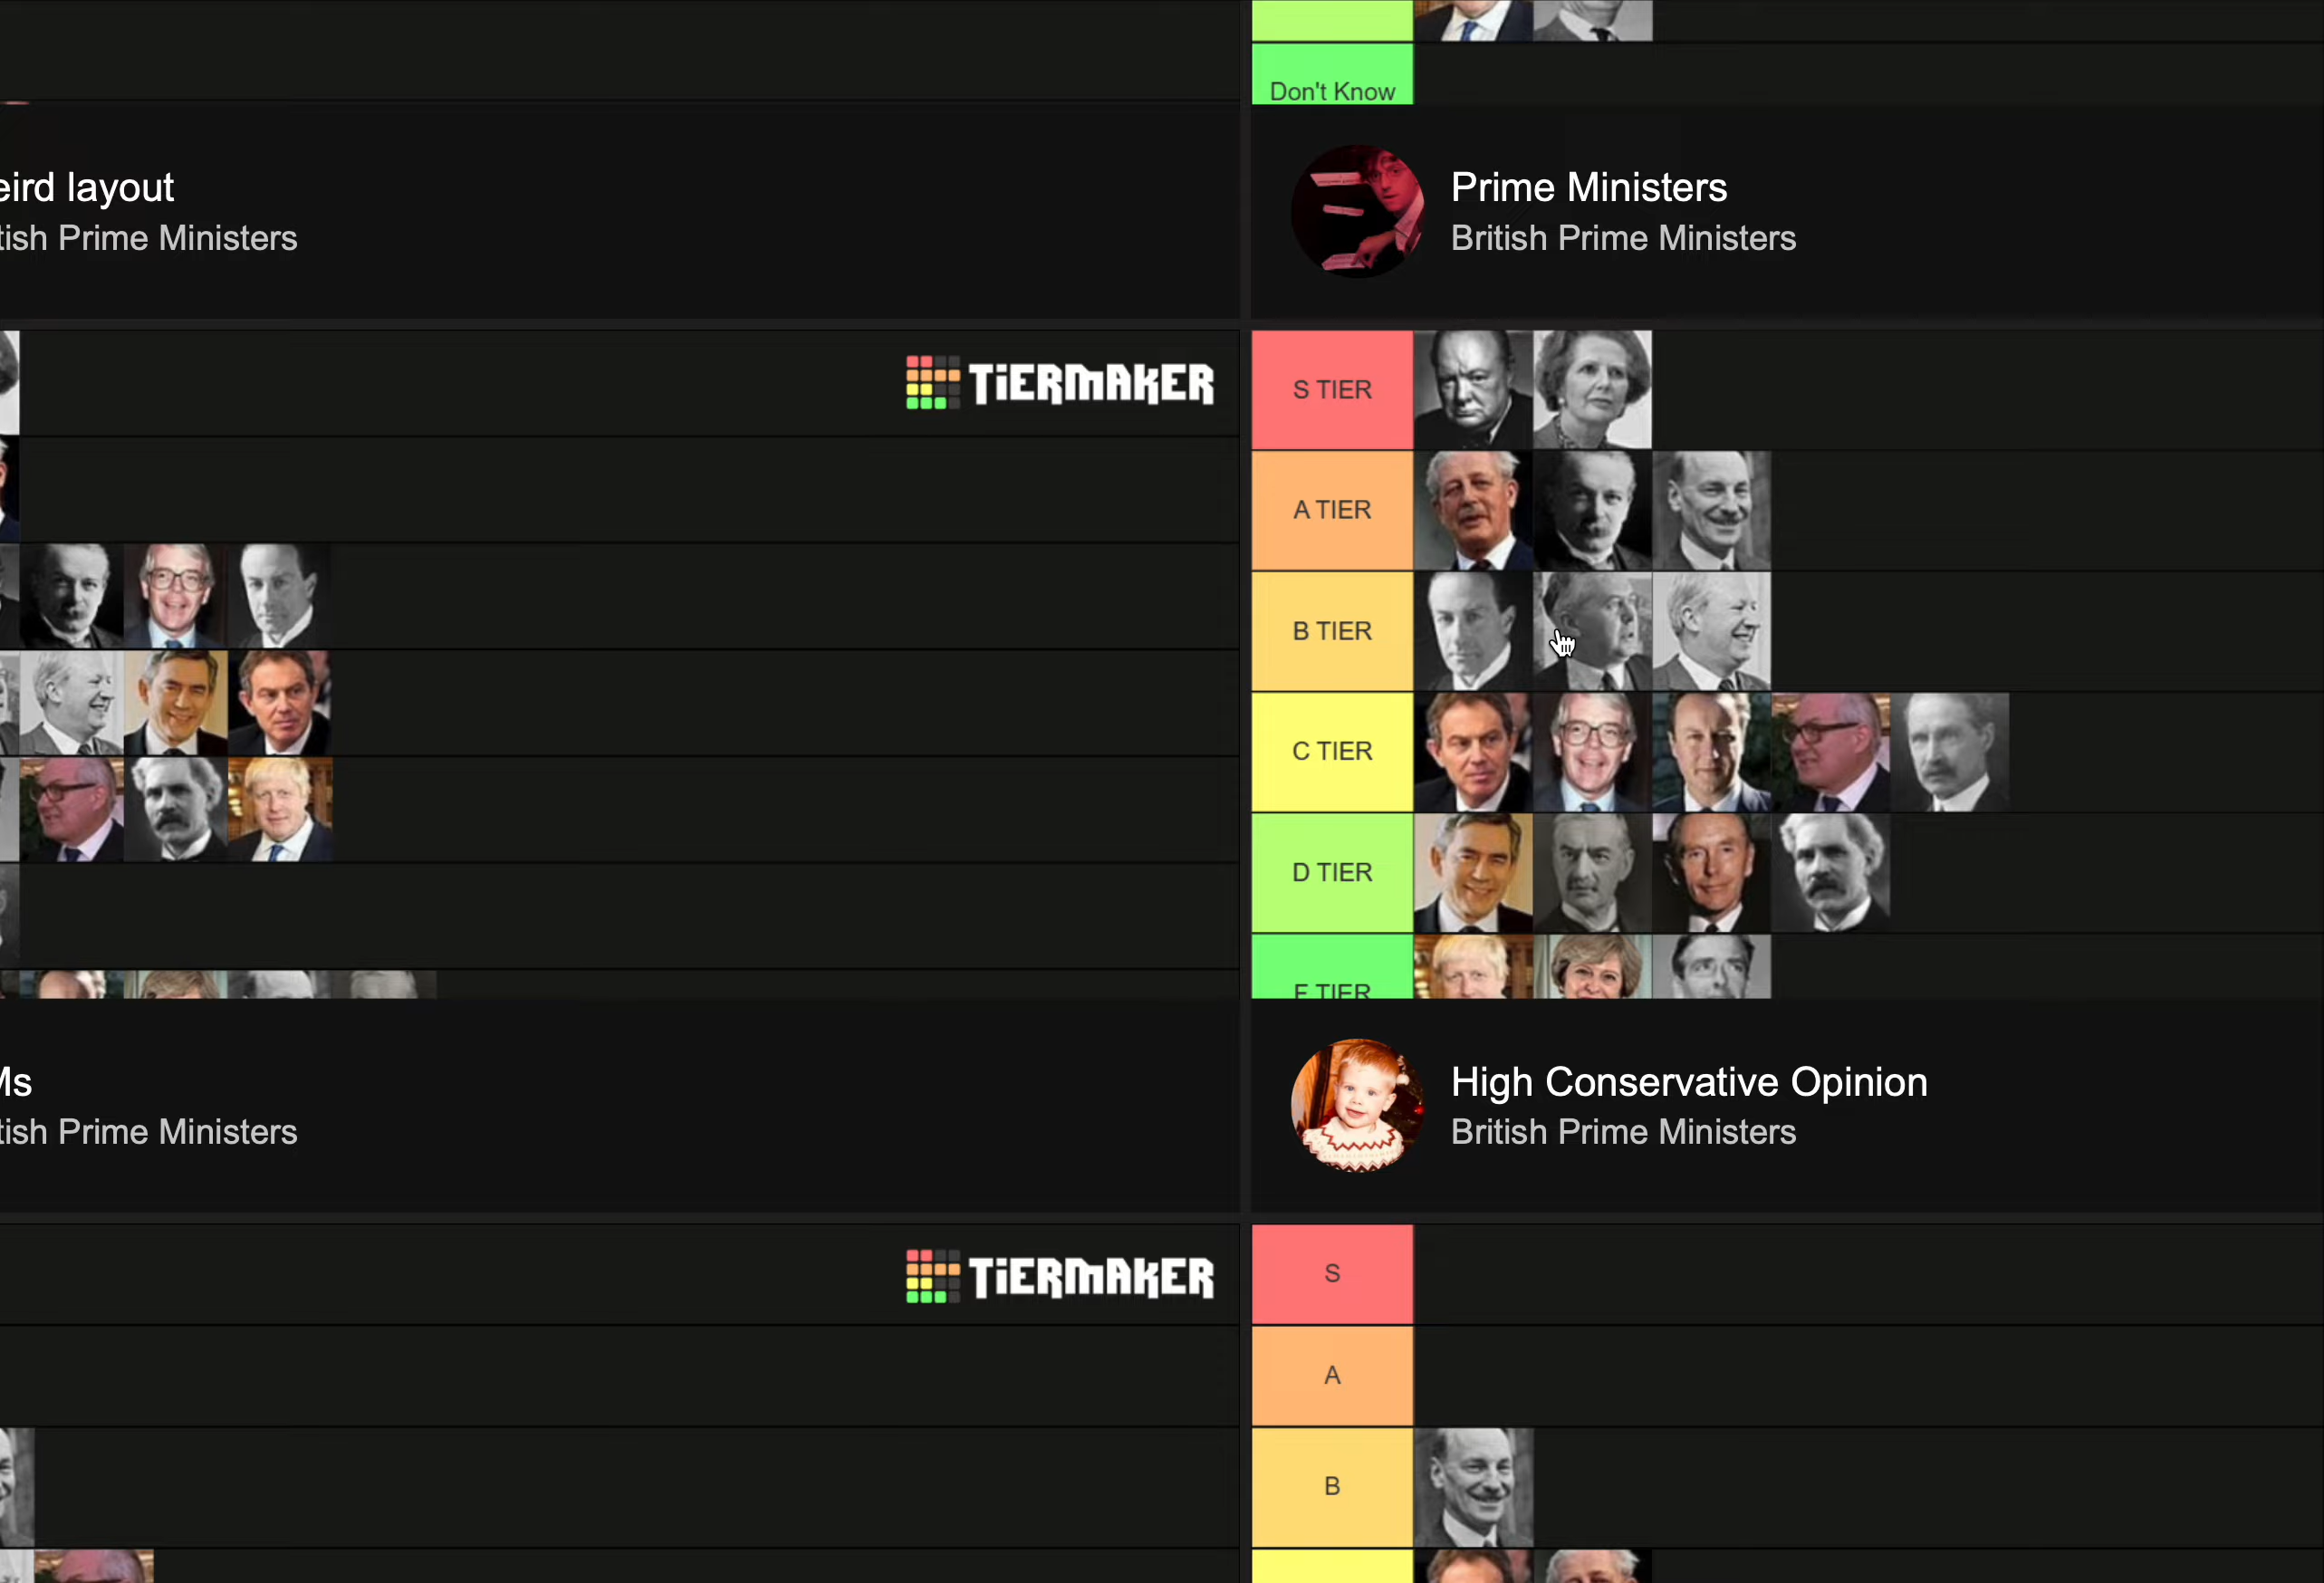 Don't Know
eird layout
tish Prime Ministers
Prime Ministers
British Prime Ministers
TiERMAKER
S TIER
A TIER
B TIER
C TIER
D TIER
Ms
tish Prime Ministers
High Conservative Opinion
British Prime Ministers
TiERMAKER
S
A
B